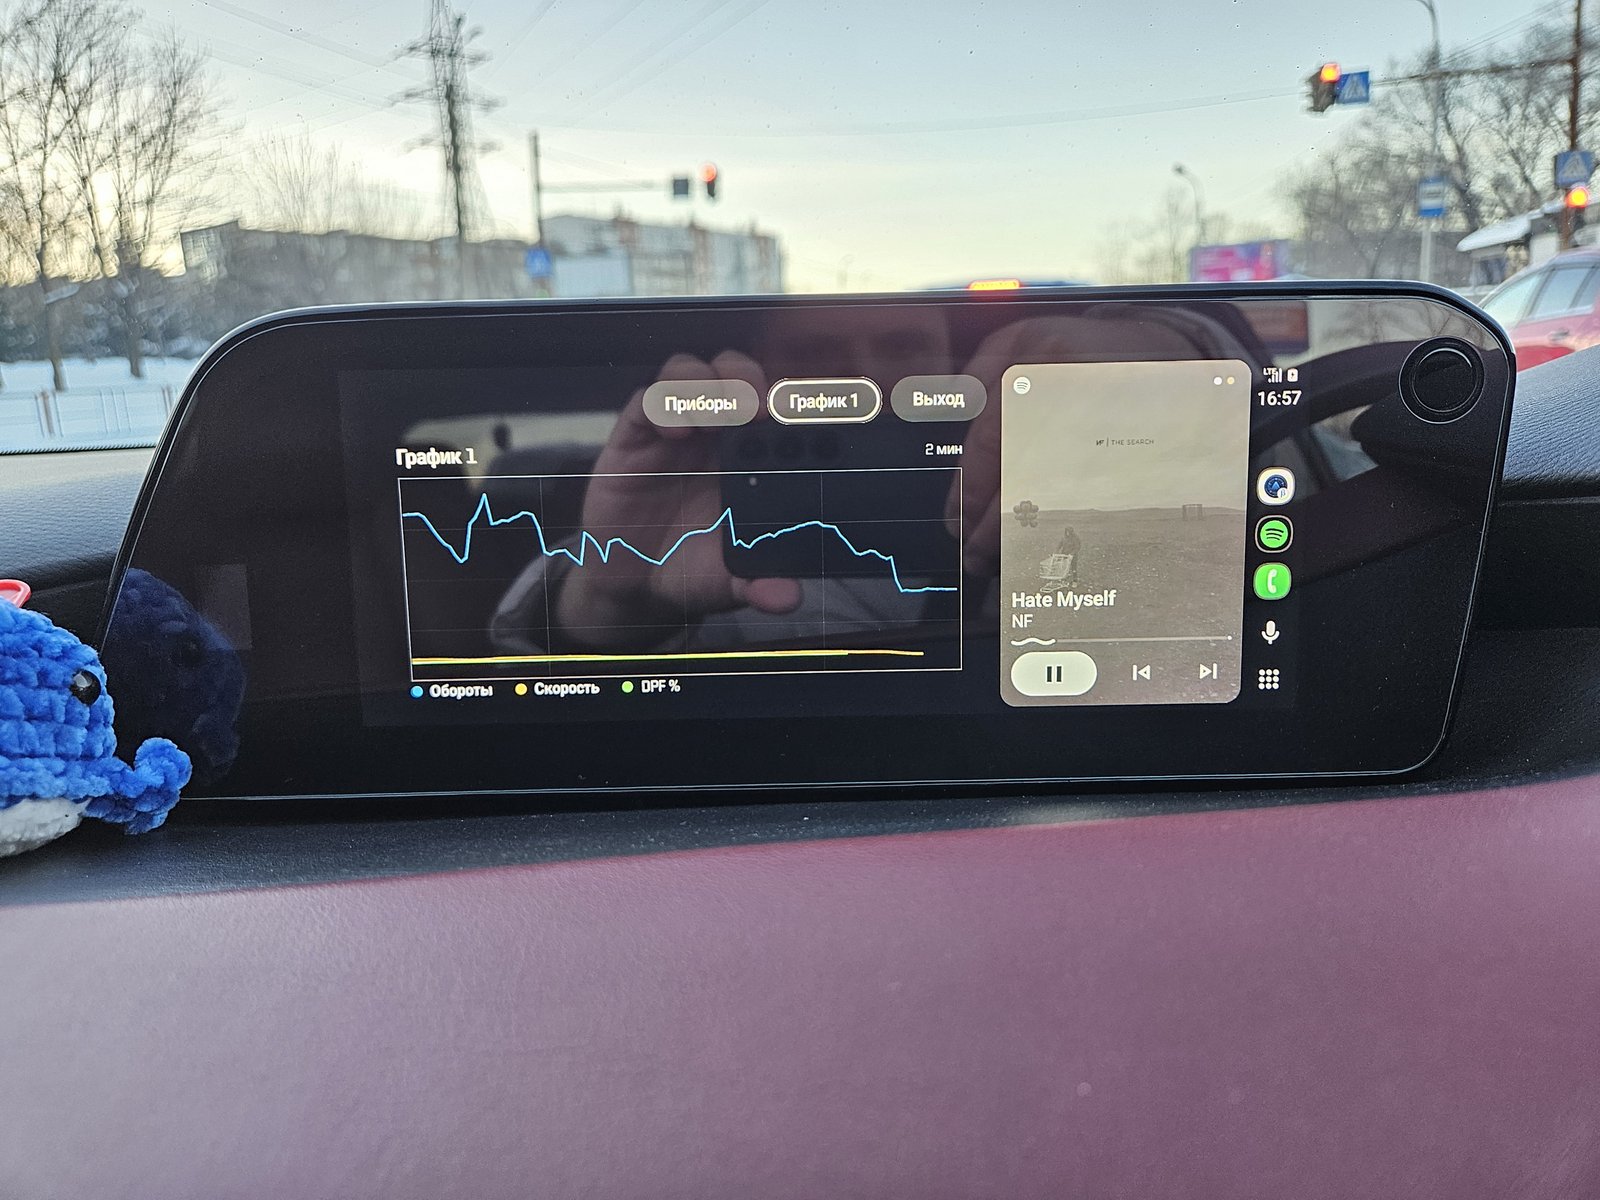 Приборы
График 1
Выход
График 1
2 мин
Обороты
Скорость
DPF %
NF | THE SEARCH
Hate Myself
NF
LTE
16:57
β